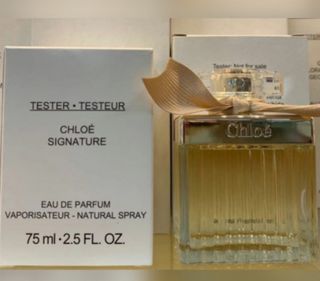 TESTER • TESTEUR
CHLOÉ
SIGNATURE
EAU DE PARFUM
VAPORISATEUR - NATURAL SPRAY
75 ml • 2.5 FL. OZ.
Tester- Not for sale
Chloé